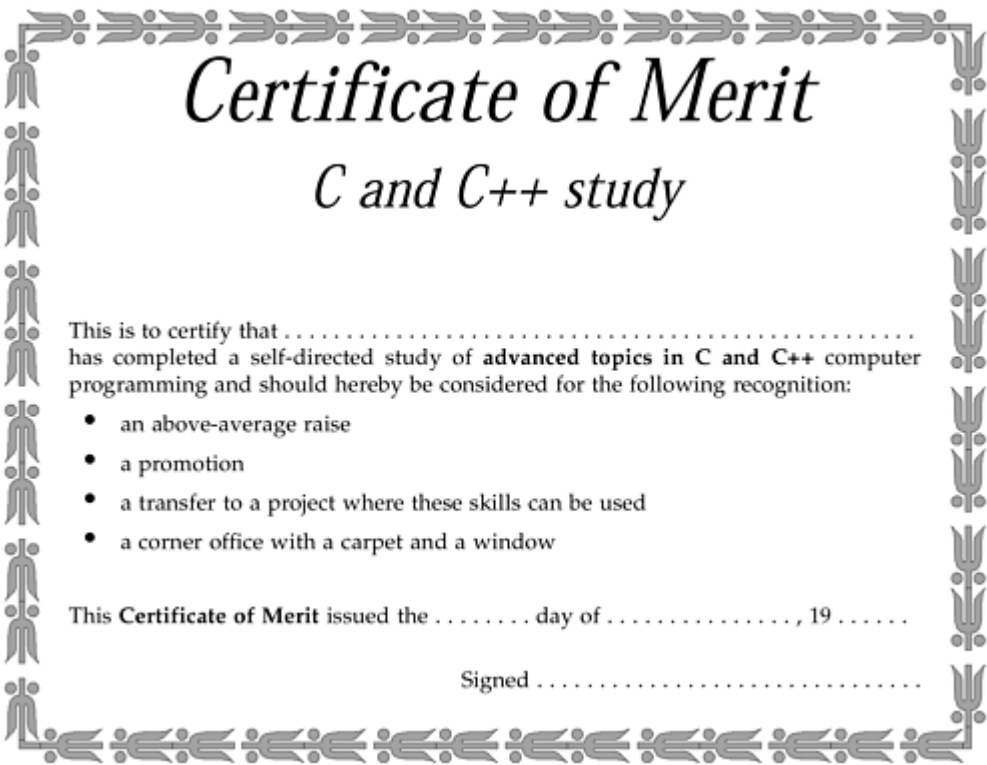 Certificate of Merit
C and C++ study
This is to certify that . . . . . . . . . . . . . . . . . . . . . . . . . . . . . . . . . . . . . . . . . . . . . . . . . . . .
has completed a self-directed study of advanced topics in C and C++ computer
programming and should hereby be considered for the following recognition:
• an above-average raise
• a promotion
• a transfer to a project where these skills can be used
• a corner office with a carpet and a window
This Certificate of Merit issued the . . . . . . . . day of . . . . . . . . . . . . . . . , 19 . . . . . .
Signed . . . . . . . . . . . . . . . . . . . . . . . . . . . . . . .